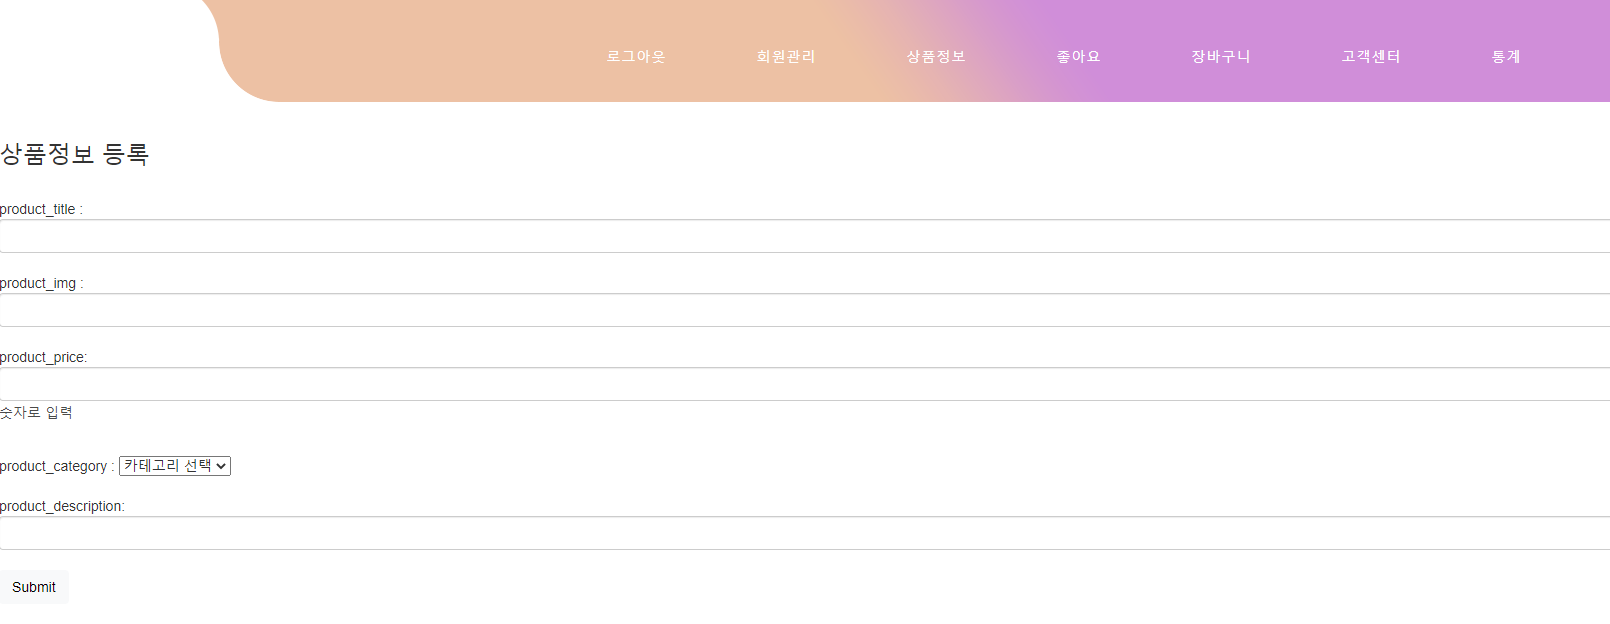 로그아웃 회원관리 상품정보 좋아요 장바구니 고객센터 통계
상품정보 등록
product_title :
product_img :
product_price:
숫자로 입력
product_category : 카테고리 선택
product_description:
Submit